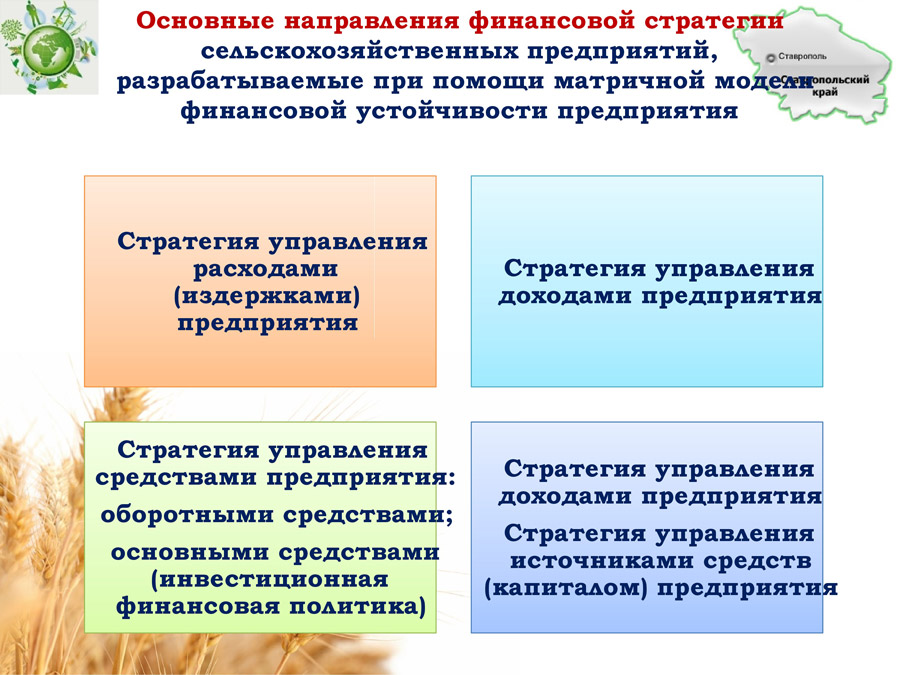 Основные направления финансовой стратегии
сельскохозяйственных предприятий,
разрабатываемые при помощи матричной модели
финансовой устойчивости предприятия
Ставрополь
Ставропольский
край
Стратегия управления
расходами
(издержками)
предприятия
Стратегия управления
доходами предприятия
Стратегия управления
средствами предприятия:
оборотными средствами;
основными средствами
(инвестиционная
финансовая политика)
Стратегия управления
доходами предприятия
Стратегия управления
источниками средств
(капиталом) предприятия